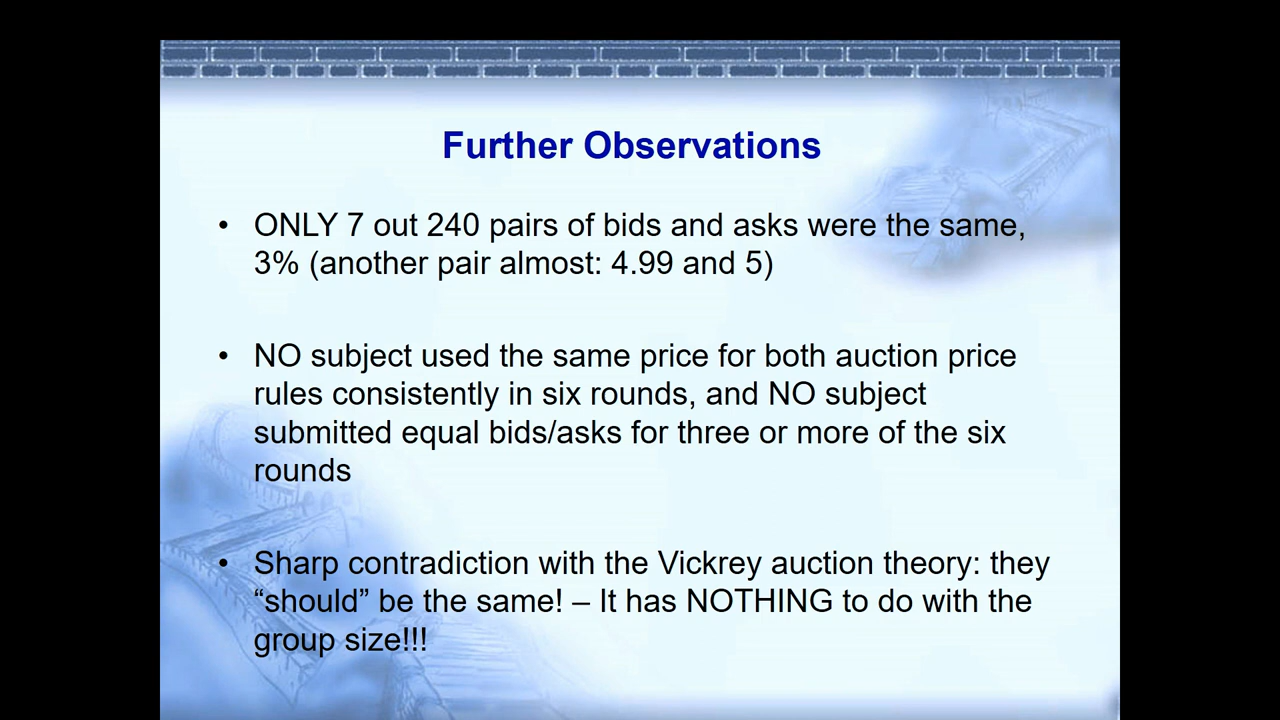 Further Observations
• ONLY 7 out 240 pairs of bids and asks were the same,
3% (another pair almost: 4.99 and 5)
• NO subject used the same price for both auction price
rules consistently in six rounds, and NO subject
submitted equal bids/asks for three or more of the six
rounds
• Sharp contradiction with the Vickrey auction theory: they
“should” be the same! – It has NOTHING to do with the
group size!!!